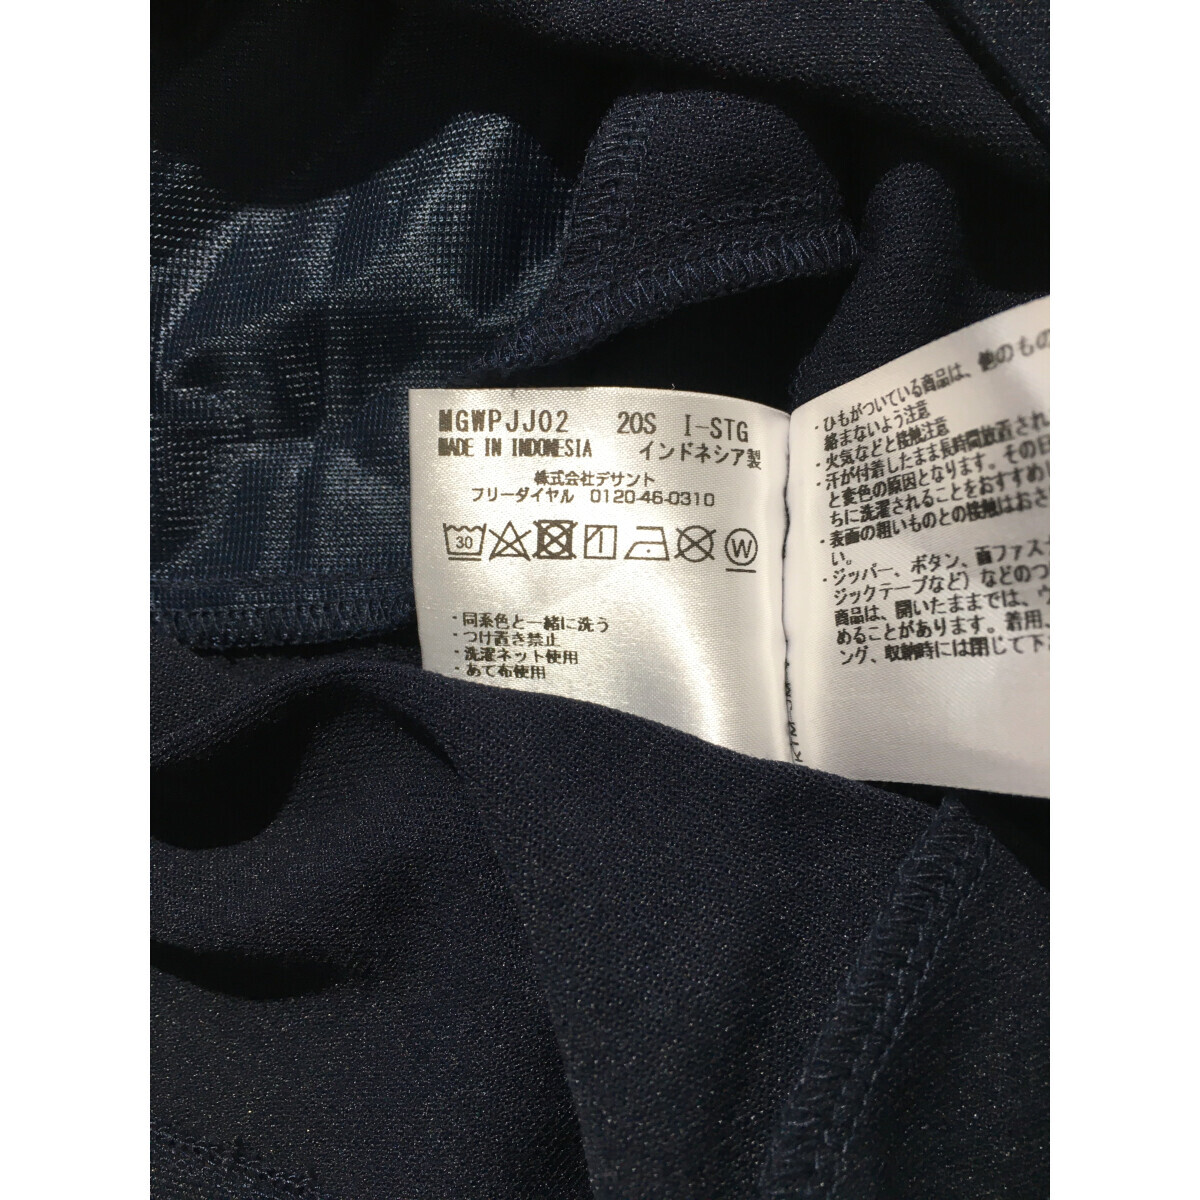 MGWPJJ02 20S I-STG
MADE IN INDONESIA インドネシア製
株式会社デサント
フリーダイヤル 0120-46-0310
30
W
・同系色と一緒に洗う
・つけ置き禁止
・洗濯ネット使用
・あて布使用
・ひもがついている商品は、他のもの
絡まないよう注意
・火気などと接触注意
・汗が付着したまま長時間放置され
と変色の原因となります。その日
ちに洗濯されることをおすすめし
・表面の粗いものとの接触はおさ
い。
・ジッパー、ボタン、面ファスナ
ジックテープなど）などのつ
商品は、開いたままでは、ウ
めることがあります。着用、
ング、収納時には閉じて下